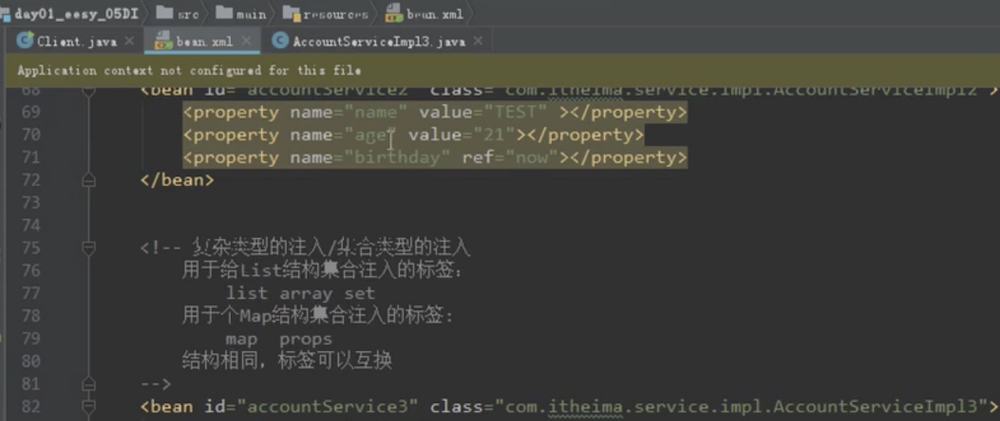 day01_eesy_05DI src main resources bean.xml
Client.java bean.xml AccountServiceImpl3.java
Application context not configured for this file
68 <bean id="accountService2" class="com.itheima.service.impl.AccountServiceImpl2">
69 <property name="name" value="TEST" ></property>
70 <property name="age" value="21"></property>
71 <property name="birthday" ref="now"></property>
72 </bean>
73
74
75 <!-- 复杂类型的注入/集合类型的注入
76 用于给List结构集合注入的标签:
77 list array set
78 用于个Map结构集合注入的标签:
79 map props
80 结构相同，标签可以互换
81 -->
82 <bean id="accountService3" class="com.itheima.service.impl.AccountServiceImpl3">